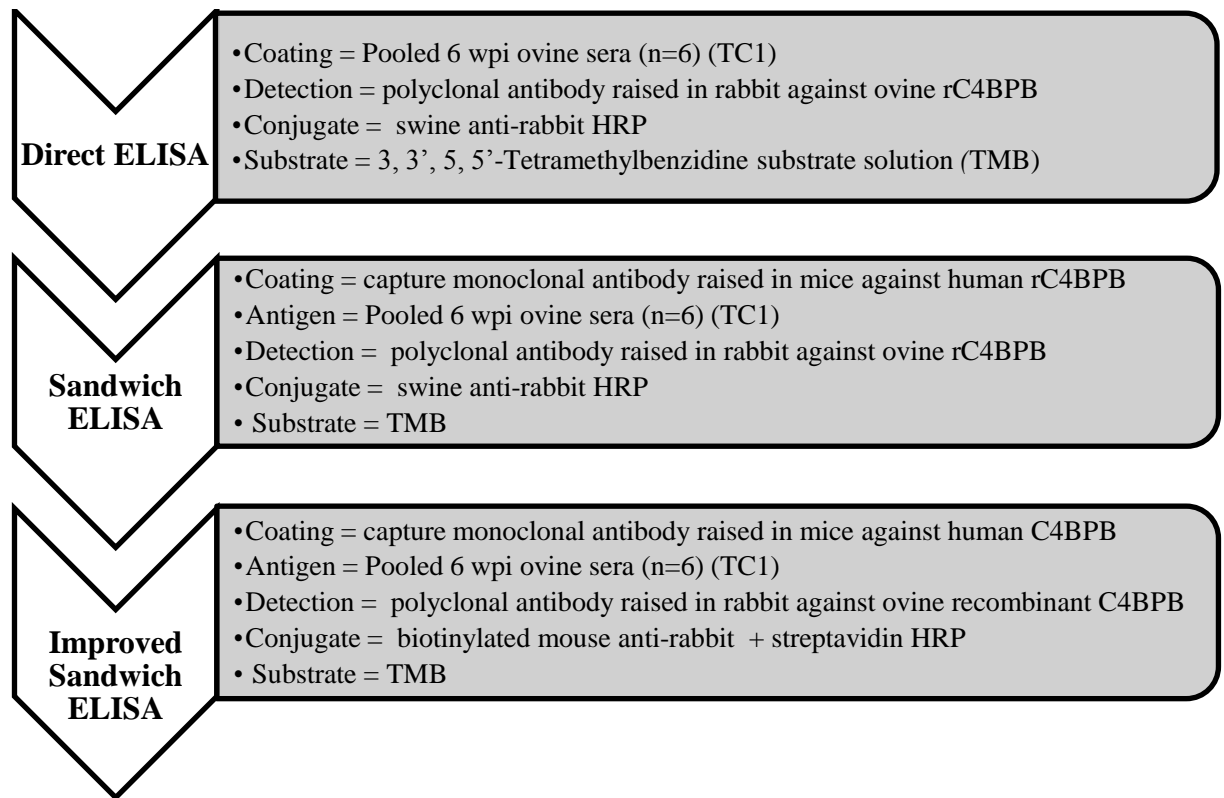 Direct ELISA
•Coating = Pooled 6 wpi ovine sera (n=6) (TC1)
•Detection = polyclonal antibody raised in rabbit against ovine rC4BPB
•Conjugate = swine anti-rabbit HRP
•Substrate = 3, 3’, 5, 5’-Tetramethylbenzidine substrate solution (TMB)
Sandwich
ELISA
•Coating = capture monoclonal antibody raised in mice against human rC4BPB
•Antigen = Pooled 6 wpi ovine sera (n=6) (TC1)
•Detection = polyclonal antibody raised in rabbit against ovine rC4BPB
•Conjugate = swine anti-rabbit HRP
• Substrate = TMB
Improved
Sandwich
ELISA
•Coating = capture monoclonal antibody raised in mice against human C4BPB
•Antigen = Pooled 6 wpi ovine sera (n=6) (TC1)
•Detection = polyclonal antibody raised in rabbit against ovine recombinant C4BPB
•Conjugate = biotinylated mouse anti-rabbit + streptavidin HRP
• Substrate = TMB